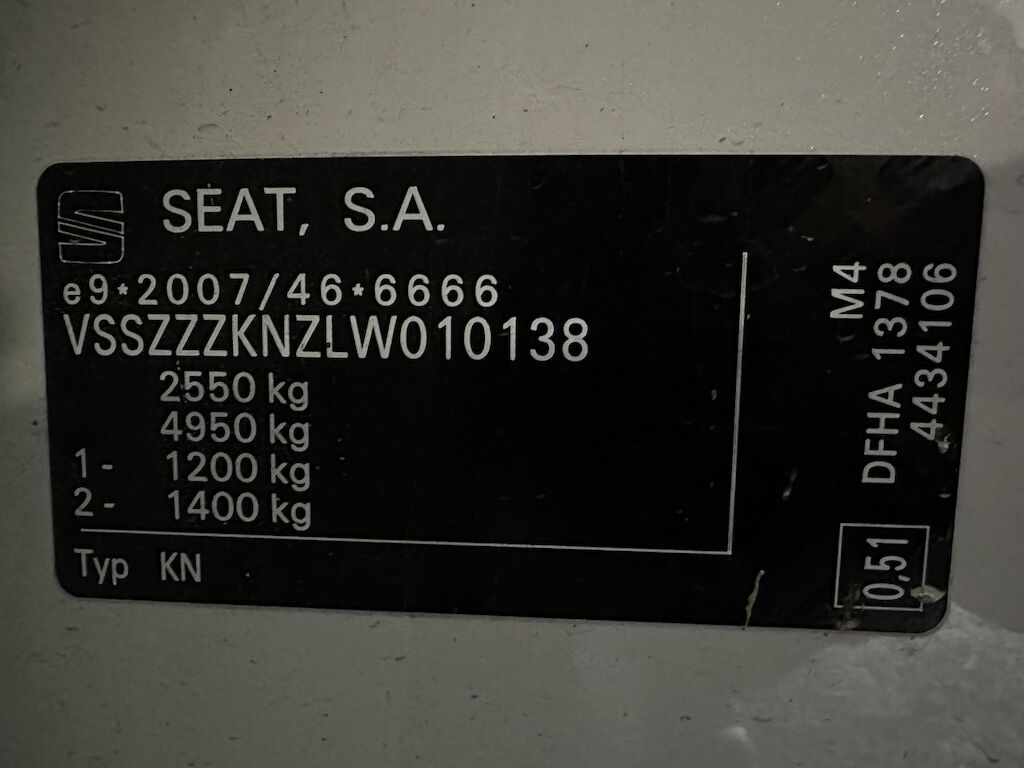 SEAT, S.A.
e9*2007/46*6666
VSSZZZKNZLW010138
2550 kg
4950 kg
1- 1200 kg
2- 1400 kg
Typ KN
M4
DFHA 1378
4434106
0,51